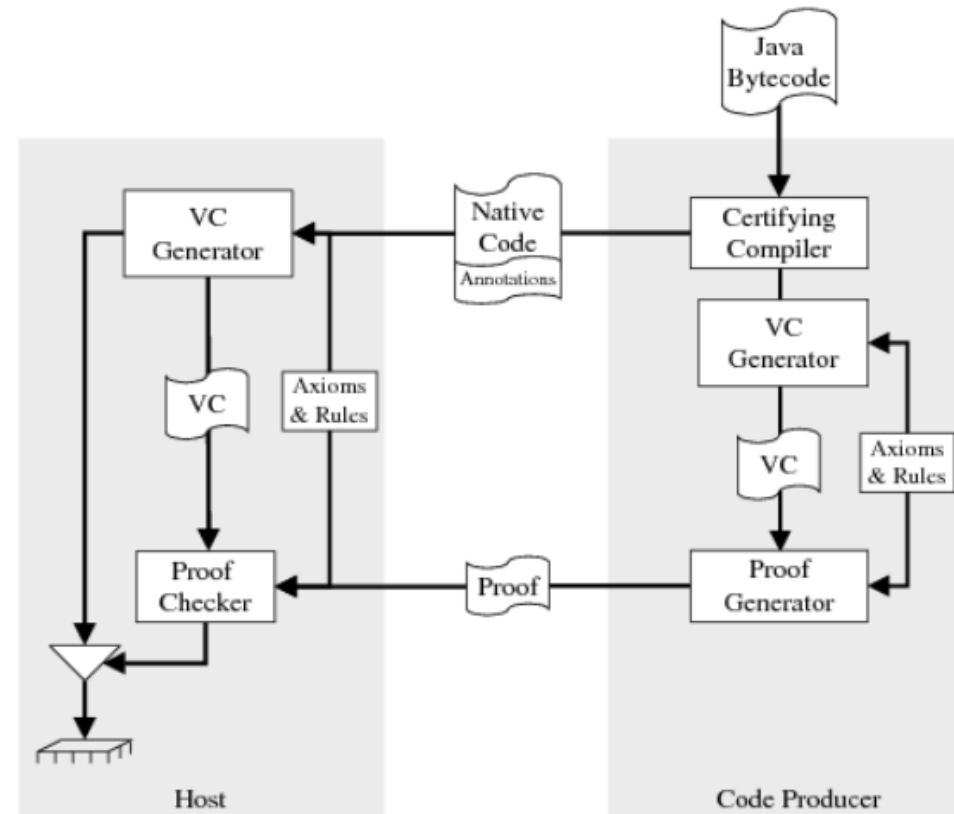 Java
Bytecode
VC
Generator
Native
Code
Annotations
Certifying
Compiler
VC
Generator
VC
Axioms
& Rules
VC
Axioms
& Rules
Proof
Checker
Proof
Proof
Generator
Host
Code Producer